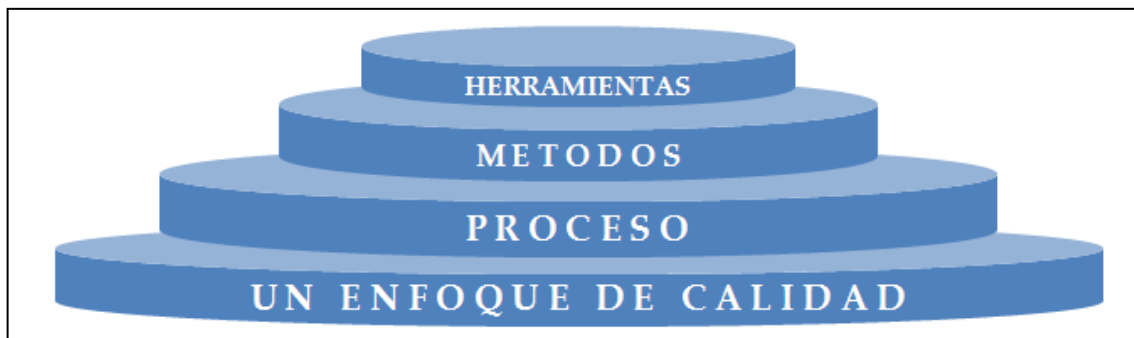 HERRAMIENTAS
METODOS
PROCESO
UN ENFOQUE DE CALIDAD